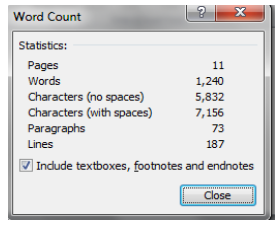 Word Count
Statistics:
Pages 11
Words 1,240
Characters (no spaces) 5,832
Characters (with spaces) 7,156
Paragraphs 73
Lines 187
Include textboxes, footnotes and endnotes
Close